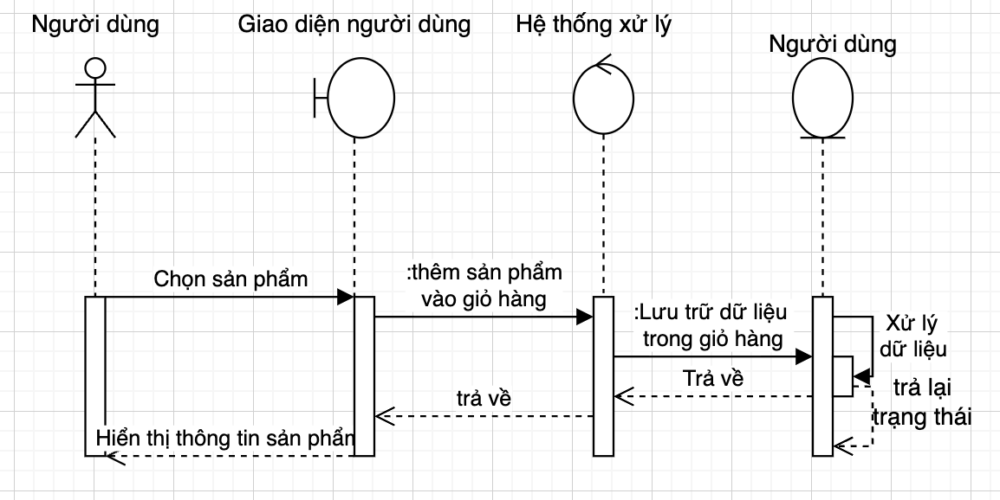 Người dùng
Giao diện người dùng
Hệ thống xử lý
Người dùng
Chọn sản phẩm
:thêm sản phẩm
vào giỏ hàng
:Lưu trữ dữ liệu
trong giỏ hàng
Xử lý
dữ liệu
Trả về
trả lại
trạng thái
trả về
Hiển thị thông tin sản phẩm